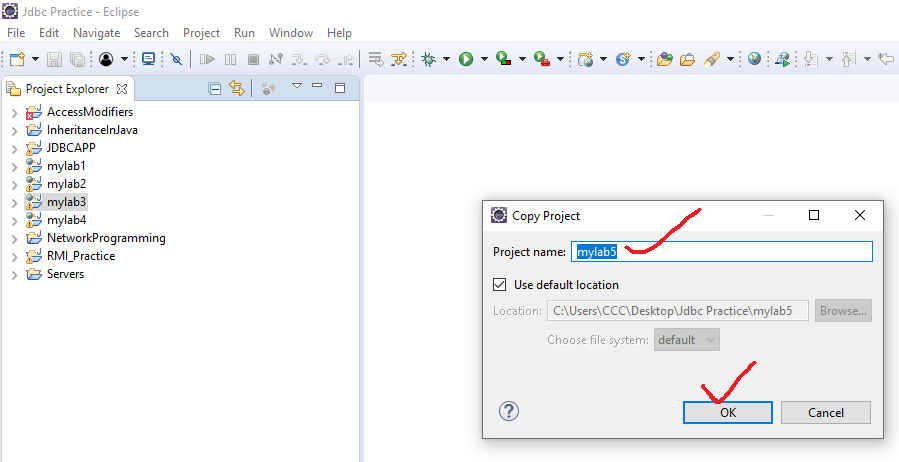 Jdbc Practice - Eclipse
File Edit Navigate Search Project Run Window Help
Project Explorer
AccessModifiers
InheritanceInJava
JDBCAPP
mylab1
mylab2
mylab3
mylab4
NetworkProgramming
RMI_Practice
Servers
Copy Project
Project name: mylab5
Use default location
Location: C:\Users\CCC\Desktop\Jdbc Practice\mylab5 Browse...
Choose file system: default
? OK Cancel